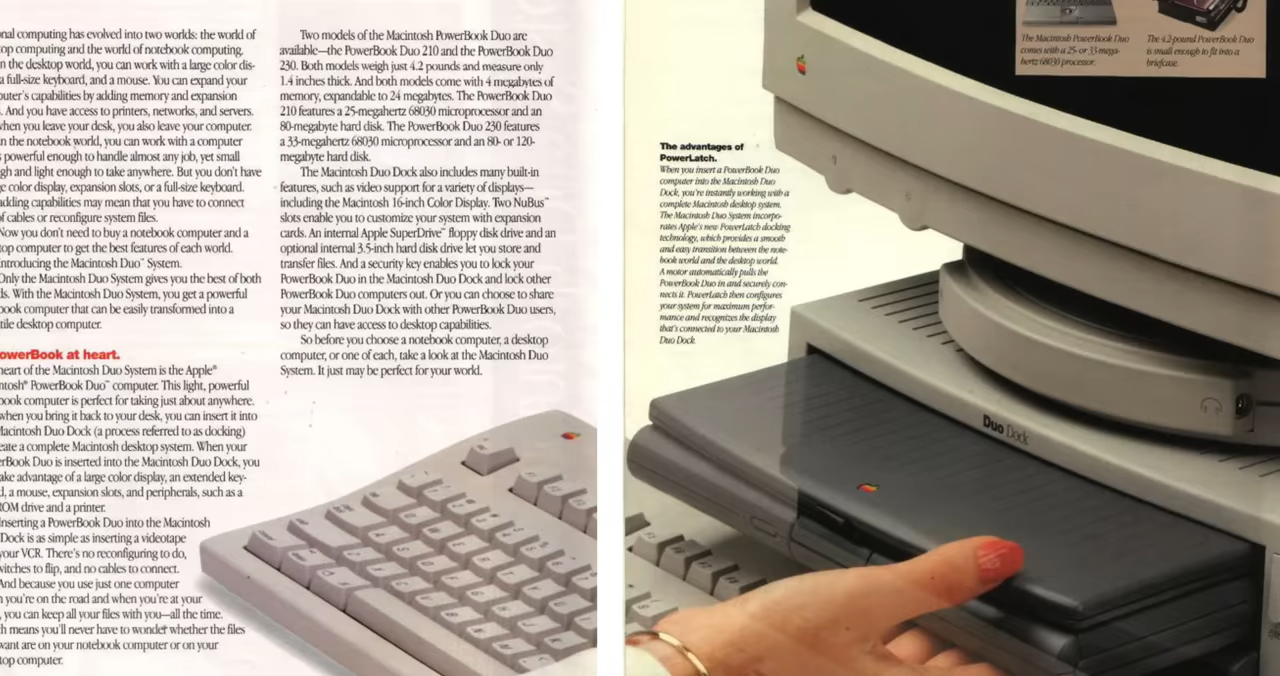 nal computing has evolved into two worlds: the world of
op computing and the world of notebook computing.
n the desktop world, you can work with a large color dis-
a full-size keyboard, and a mouse. You can expand your
uter's capabilities by adding memory and expansion
. And you have access to printers, networks, and servers.
when you leave your desk, you also leave your computer.
n the notebook world, you can work with a computer
powerful enough to handle almost any job, yet small
gh and light enough to take anywhere. But you don't have
e color display, expansion slots, or a full-size keyboard.
adding capabilities may mean that you have to connect
of cables or reconfigure system files.
Now you don't need to buy a notebook computer and a
top computer to get the best features of each world.
ntroducing the Macintosh Duo™ System.
Only the Macintosh Duo System gives you the best of both
ds. With the Macintosh Duo System, you get a powerful
book computer that can be easily transformed into a
tile desktop computer.
owerBook at heart.
heart of the Macintosh Duo System is the Apple®
ntosh® PowerBook Duo™ computer. This light, powerful
book computer is perfect for taking just about anywhere.
when you bring it back to your desk, you can insert it into
Macintosh Duo Dock (a process referred to as docking)
eate a complete Macintosh desktop system. When your
erBook Duo is inserted into the Macintosh Duo Dock, you
ake advantage of a large color display, an extended key-
d, a mouse, expansion slots, and peripherals, such as a
ROM drive and a printer.
Inserting a PowerBook Duo into the Macintosh
Dock is as simple as inserting a videotape
your VCR. There's no reconfiguring to do,
witches to flip, and no cables to connect.
And because you use just one computer
n you're on the road and when you're at your
, you can keep all your files with you—all the time.
h means you'll never have to wonder whether the files
want are on your notebook computer or on your
top computer.
Two models of the Macintosh PowerBook Duo are
available—the PowerBook Duo 210 and the PowerBook Duo
230. Both models weigh just 4.2 pounds and measure only
1.4 inches thick. And both models come with 4 megabytes of
memory, expandable to 24 megabytes. The PowerBook Duo
210 features a 25-megahertz 68030 microprocessor and an
80-megabyte hard disk. The PowerBook Duo 230 features
a 33-megahertz 68030 microprocessor and an 80- or 120-
megabyte hard disk.
The Macintosh Duo Dock also includes many built-in
features, such as video support for a variety of displays—
including the Macintosh 16-inch Color Display. Two NuBus™
slots enable you to customize your system with expansion
cards. An internal Apple SuperDrive™ floppy disk drive and an
optional internal 3.5-inch hard disk drive let you store and
transfer files. And a security key enables you to lock your
PowerBook Duo in the Macintosh Duo Dock and lock other
PowerBook Duo computers out. Or you can choose to share
your Macintosh Duo Dock with other PowerBook Duo users,
so they can have access to desktop capabilities.
So before you choose a notebook computer, a desktop
computer, or one of each, take a look at the Macintosh Duo
System. It just may be perfect for your world.
The Macintosh PowerBook Duo
comes with a 25- or 33-mega-
hertz 68030 processor.
The 4.2-pound PowerBook Duo
is small enough to fit into a
briefcase.
The advantages of
PowerLatch.
When you insert a PowerBook Duo
computer into the Macintosh Duo
Dock, you're instantly working with a
complete Macintosh desktop system.
The Macintosh Duo System incorpo-
rates Apple's new PowerLatch docking
technology, which provides a smooth
and easy transition between the note-
book world and the desktop world.
A motor automatically pulls the
PowerBook Duo in and securely con-
nects it. PowerLatch then configures
your system for maximum perfor-
mance and recognizes the display
that's connected to your Macintosh
Duo Dock.
Duo Dock